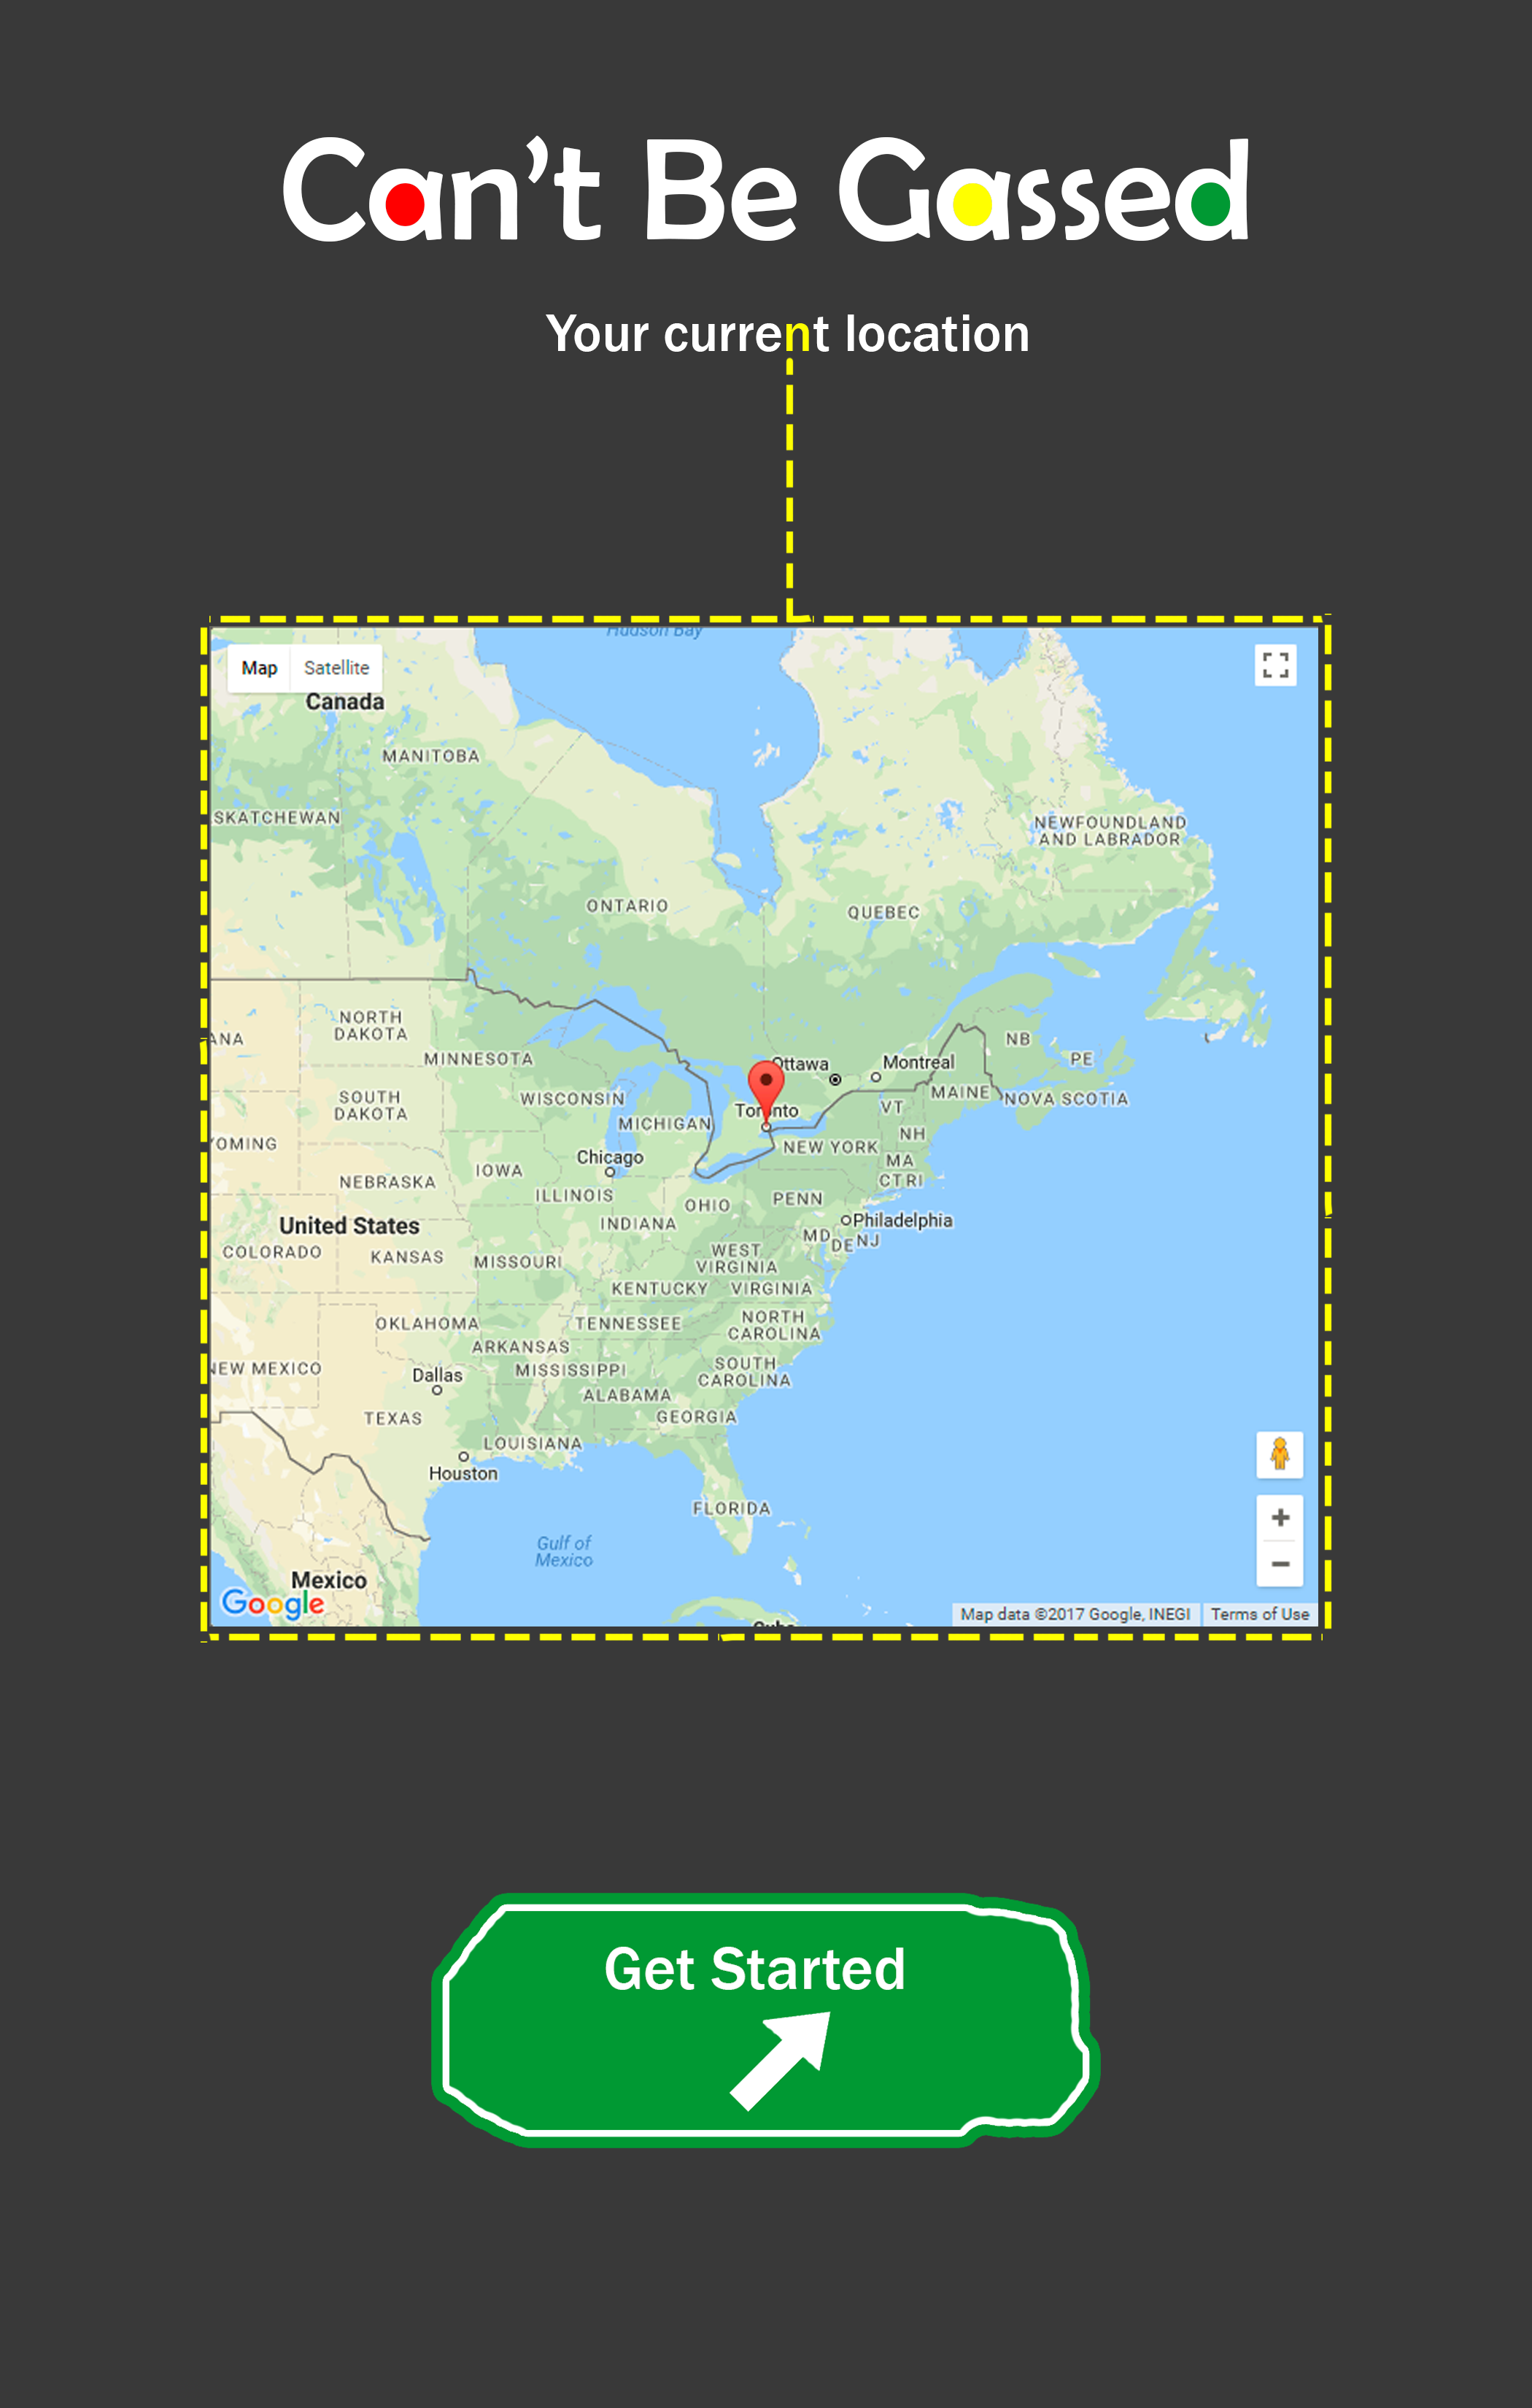 Can't Be Gassed
Your current location
Hudson Bay
Map Satellite
Canada
MANITOBA
SKATCHEWAN
NEWFOUNDLAND
AND LABRADOR
ONTARIO
QUEBEC
NORTH
DAKOTA
ANA
NB
MINNESOTA
Ottawa
Montreal
PE
SOUTH
DAKOTA
WISCONSIN
MAINE
NOVA SCOTIA
Toronto
VT
MICHIGAN
NH
YOMING
NEW YORK
Chicago
MA
IOWA
CT RI
NEBRASKA
ILLINOIS
PENN
OHIO
United States
INDIANA
Philadelphia
MD
DE
NJ
COLORADO
KANSAS
MISSOURI
WEST
VIRGINIA
KENTUCKY
VIRGINIA
OKLAHOMA
TENNESSEE
NORTH
CAROLINA
ARKANSAS
NEW MEXICO
MISSISSIPPI
SOUTH
CAROLINA
Dallas
ALABAMA
TEXAS
GEORGIA
LOUISIANA
Houston
FLORIDA
Gulf of
Mexico
Mexico
Google
Map data ©2017 Google, INEGI
Terms of Use
Cuba
Get Started